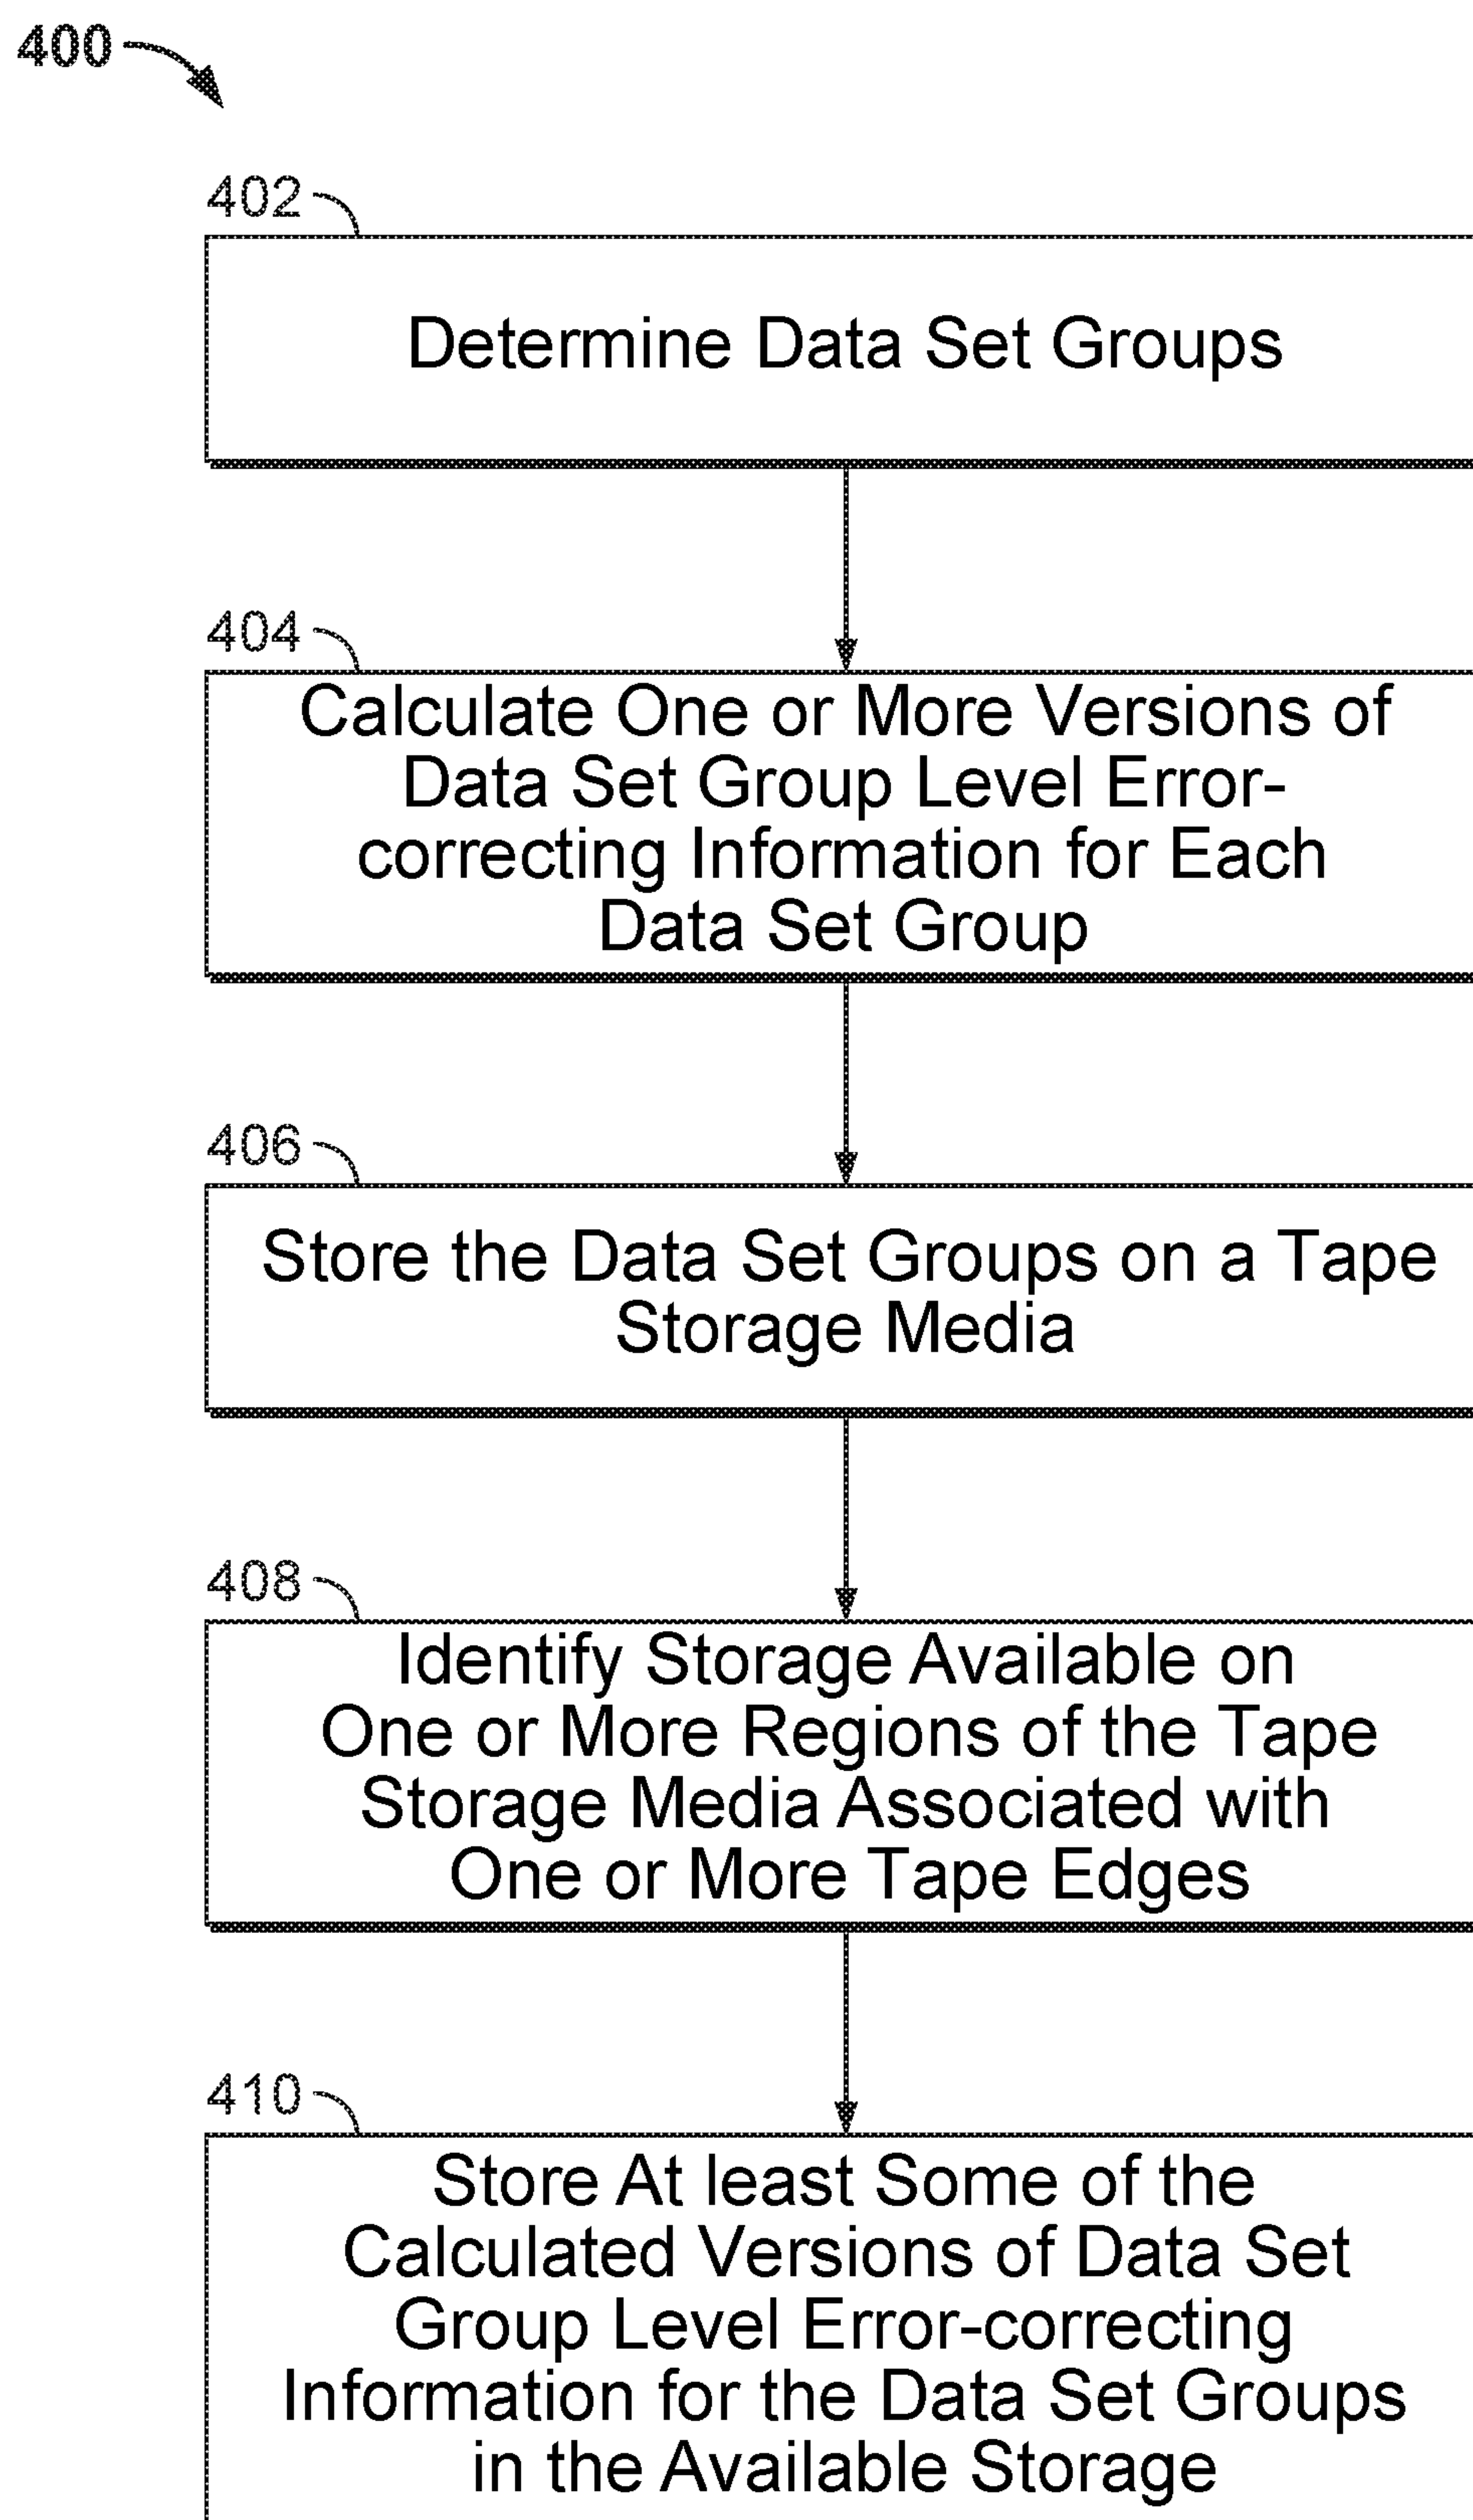 400
402
Determine Data Set Groups
404
Calculate One or More Versions of
Data Set Group Level Error-
correcting Information for Each
Data Set Group
406
Store the Data Set Groups on a Tape
Storage Media
408
Identify Storage Available on
One or More Regions of the Tape
Storage Media Associated with
One or More Tape Edges
410
Store At least Some of the
Calculated Versions of Data Set
Group Level Error-correcting
Information for the Data Set Groups
in the Available Storage